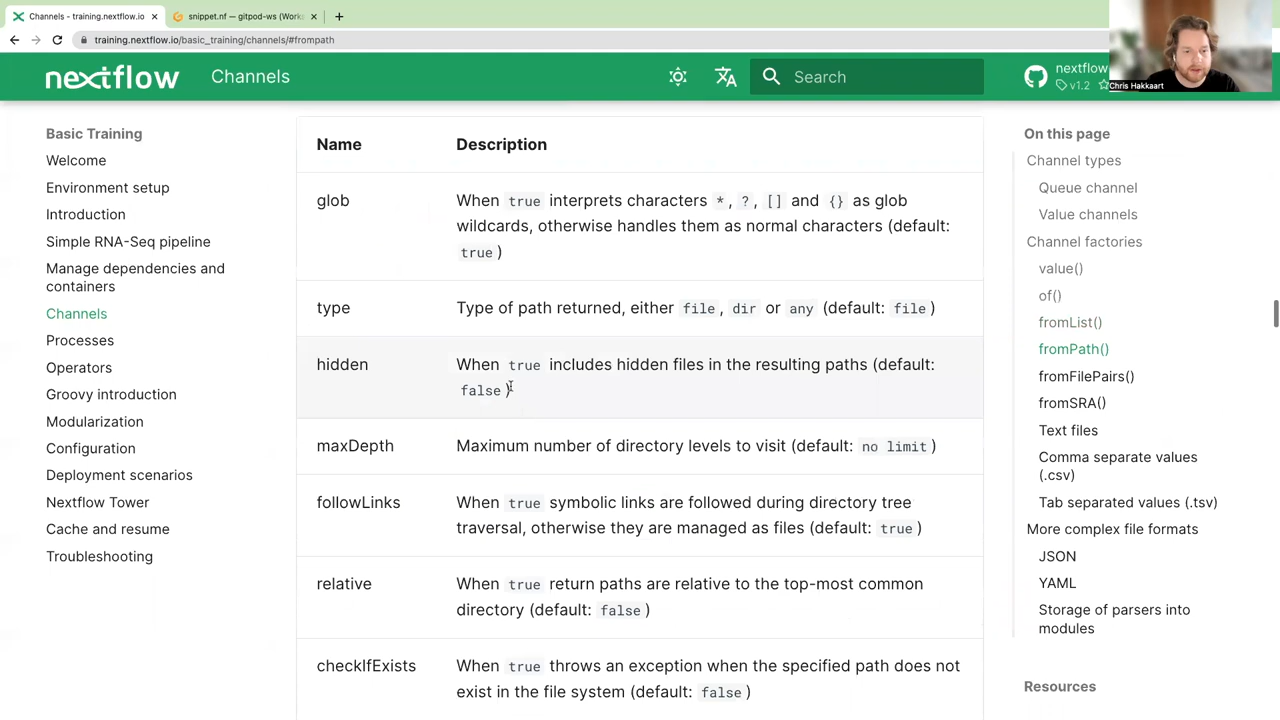 Channels - training.nextflow.io
snippet.nf — gitpod-ws (Works
training.nextflow.io/basic_training/channels/#frompath
nextflow
Channels
Search
nextflow
v1.2
Chris Hakkaart
Basic Training
Welcome
Environment setup
Introduction
Simple RNA-Seq pipeline
Manage dependencies and
containers
Channels
Processes
Operators
Groovy introduction
Modularization
Configuration
Deployment scenarios
Nextflow Tower
Cache and resume
Troubleshooting
Name Description
glob When true interprets characters *, ?, [] and {} as glob
wildcards, otherwise handles them as normal characters (default:
true)
type Type of path returned, either file, dir or any (default: file)
hidden When true includes hidden files in the resulting paths (default:
false)
maxDepth Maximum number of directory levels to visit (default: no limit)
followLinks When true symbolic links are followed during directory tree
traversal, otherwise they are managed as files (default: true)
relative When true return paths are relative to the top-most common
directory (default: false)
checkIfExists When true throws an exception when the specified path does not
exist in the file system (default: false)
On this page
Channel types
Queue channel
Value channels
Channel factories
value()
of()
fromList()
fromPath()
fromFilePairs()
fromSRA()
Text files
Comma separate values
(.csv)
Tab separated values (.tsv)
More complex file formats
JSON
YAML
Storage of parsers into
modules
Resources